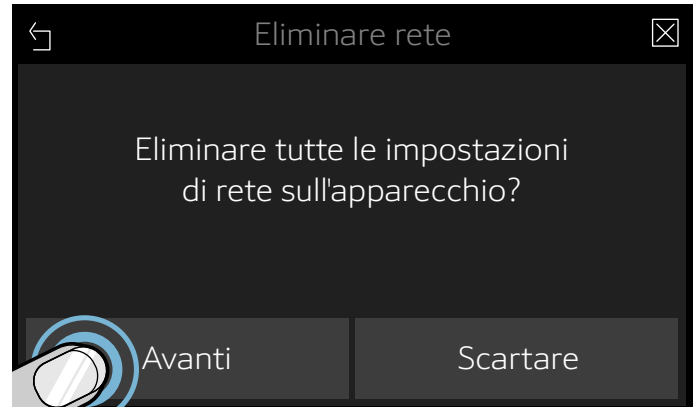 Eliminare rete
Eliminare tutte le impostazioni
di rete sull'apparecchio?
Avanti
Scartare